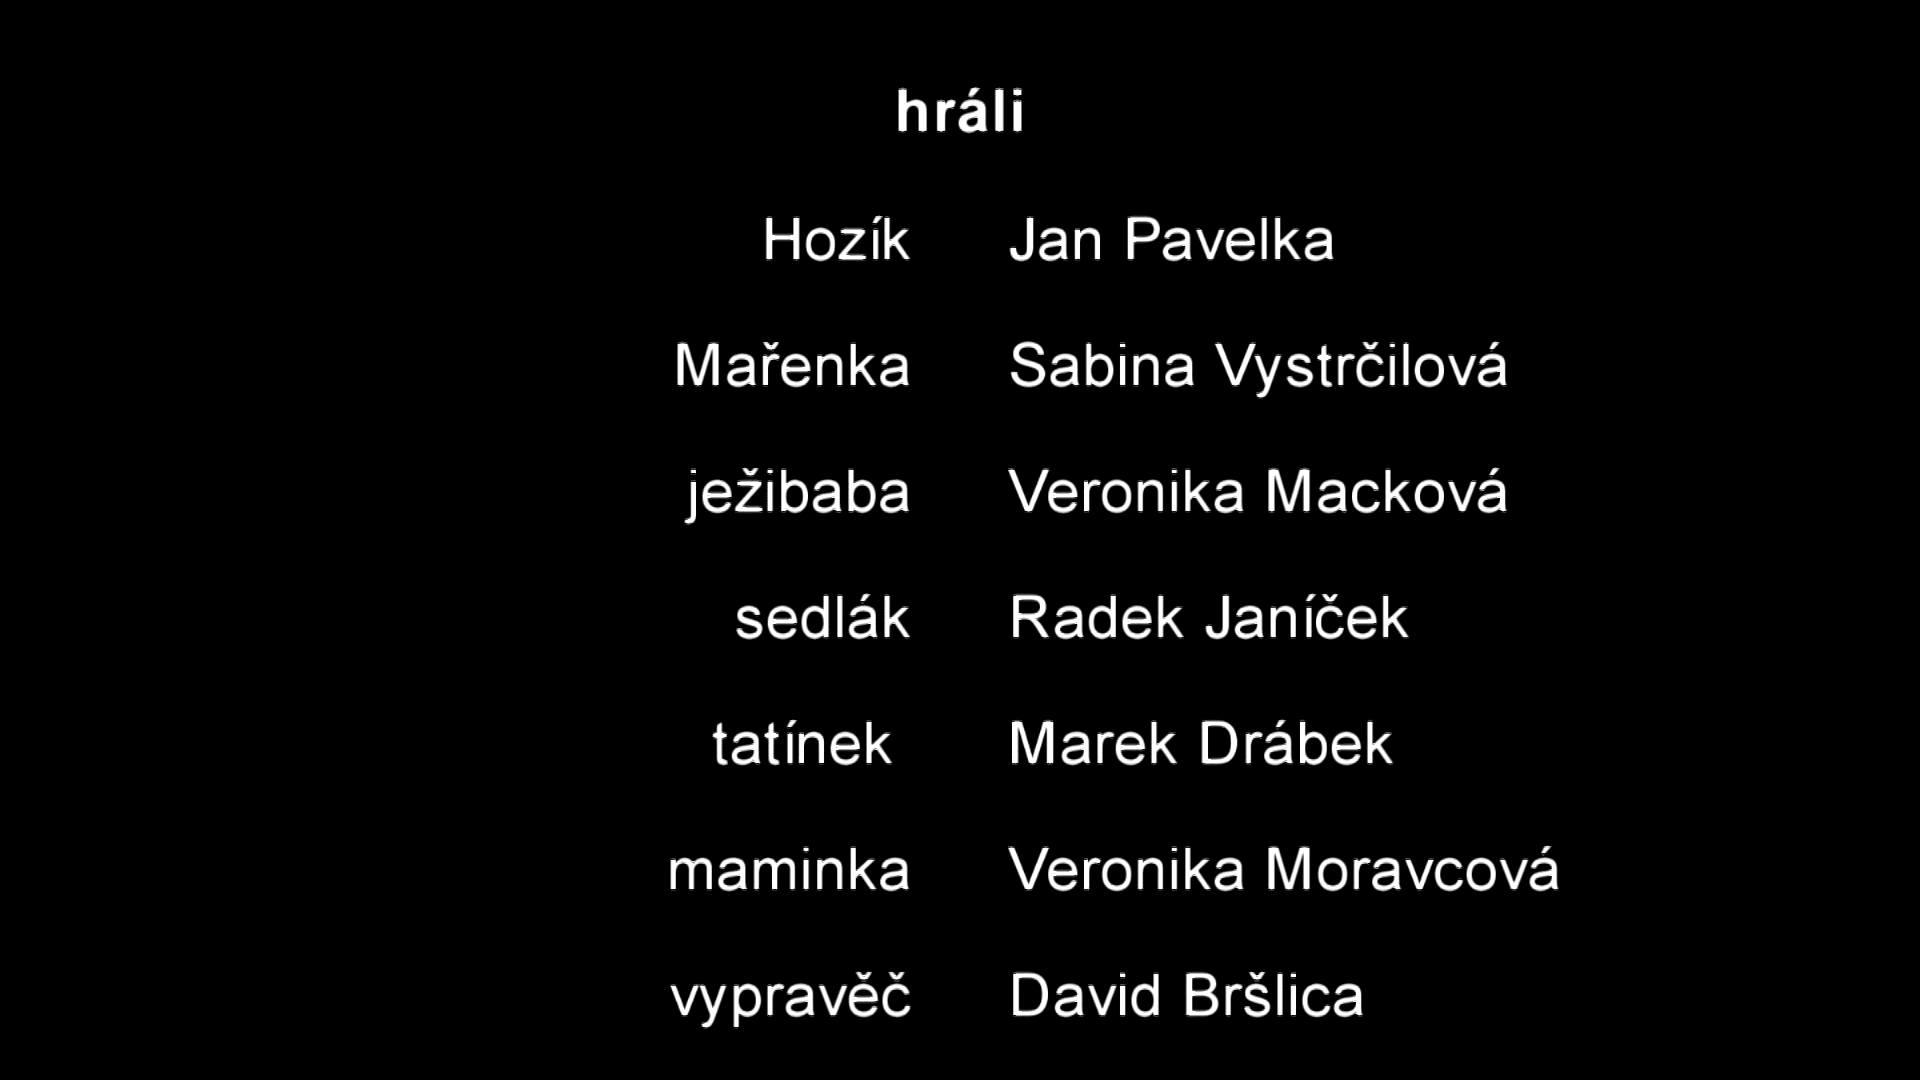 hráli
Hozík Jan Pavelka
Mařenka Sabina Vystrčilová
ježibaba Veronika Macková
sedlák Radek Janíček
tatínek Marek Drábek
maminka Veronika Moravcová
vypravěč David Bršlica